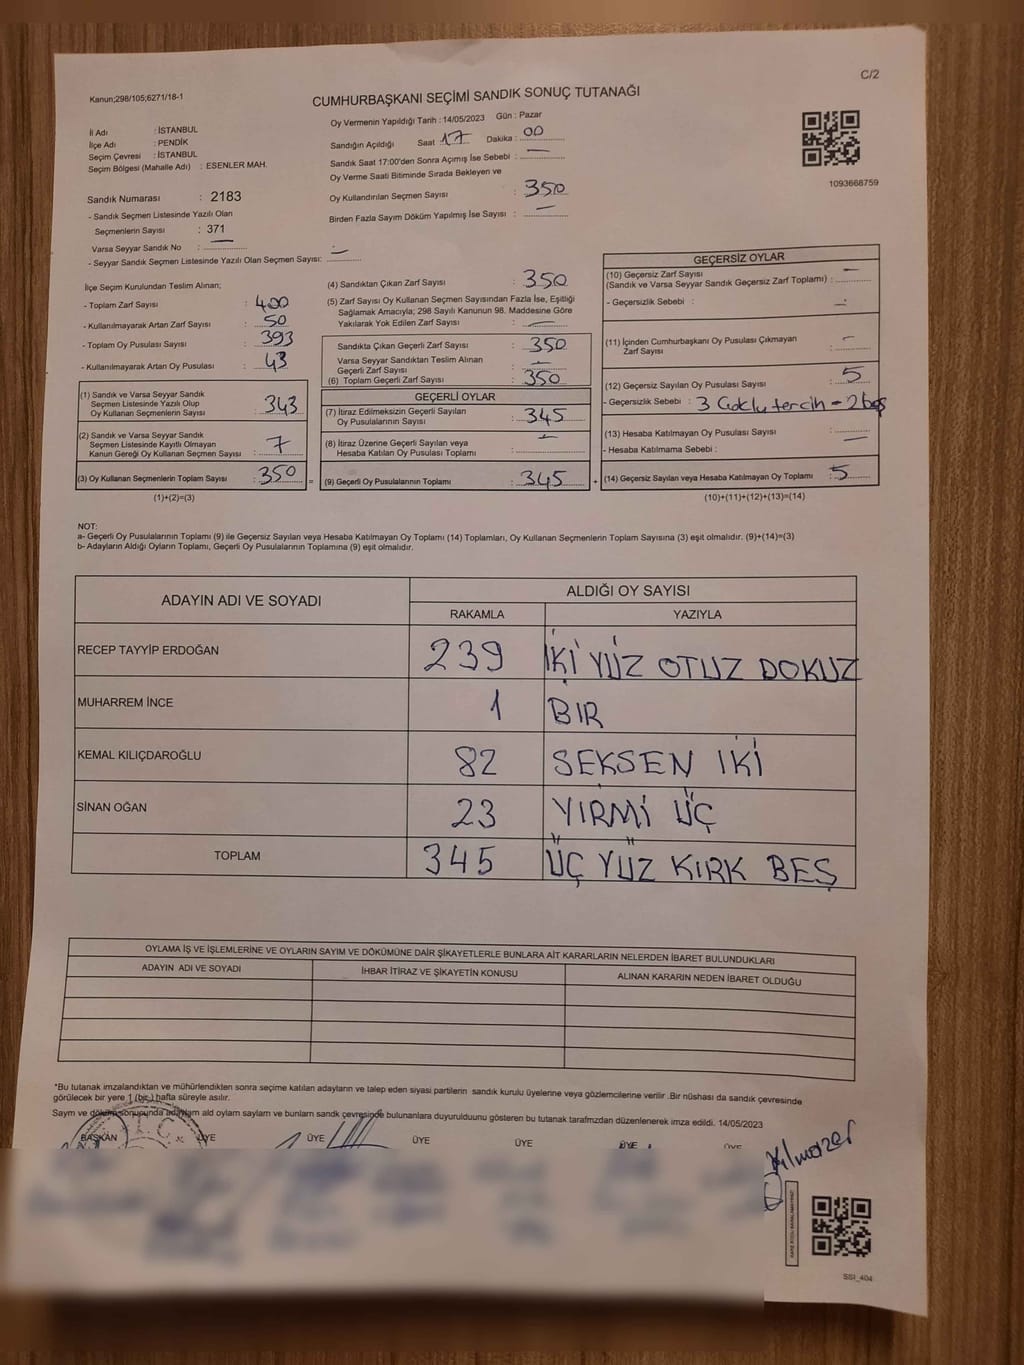 C/2
Kanun;298/105;6271/18-1
CUMHURBAŞKANI SEÇİMİ SANDIK SONUÇ TUTANAĞI
İl Adı : İSTANBUL
İlçe Adı : PENDİK
Seçim Çevresi : İSTANBUL
Seçim Bölgesi (Mahalle Adı) : ESENLER MAH.
Sandık Numarası : 2183
- Sandık Seçmen Listesinde Yazılı Olan
Seçmenlerin Sayısı : 371
Varsa Seyyar Sandık No : —
- Seyyar Sandık Seçmen Listesinde Yazılı Olan Seçmen Sayısı: —
Oy Vermenin Yapıldığı Tarih : 14/05/2023 Gün : Pazar
Sandığın Açıldığı Saat 17 Dakika : 00
Sandık Saat 17:00'den Sonra Açımış İse Sebebi : —
Oy Verme Saati Bitiminde Sırada Bekleyen ve
Oy Kullandırılan Seçmen Sayısı : 350
Birden Fazla Sayım Döküm Yapılmış İse Sayısı : —
1093668759
İlçe Seçim Kurulundan Teslim Alınan;
- Toplam Zarf Sayısı : 400
- Kullanılmayarak Artan Zarf Sayısı : 50
- Toplam Oy Pusulası Sayısı : 393
- Kullanılmayarak Artan Oy Pusulası : 43
(1) Sandık ve Varsa Seyyar Sandık
Seçmen Listesinde Yazılı Olup
Oy Kullanan Seçmenlerin Sayısı : 343
(2) Sandık ve Varsa Seyyar Sandık
Seçmen Listesinde Kayıtlı Olmayan
Kanun Gereği Oy Kullanan Seçmen Sayısı : 7
(3) Oy Kullanan Seçmenlerin Toplam Sayısı : 350 =
(1)+(2)=(3)
(4) Sandıktan Çıkan Zarf Sayısı : 350
(5) Zarf Sayısı Oy Kullanan Seçmen Sayısından Fazla İse, Eşitliği
Sağlamak Amacıyla; 298 Sayılı Kanunun 98. Maddesine Göre
Yakılarak Yok Edilen Zarf Sayısı : —
Sandıkta Çıkan Geçerli Zarf Sayısı : 350
Varsa Seyyar Sandıktan Teslim Alınan
Geçerli Zarf Sayısı : —
(6) Toplam Geçerli Zarf Sayısı : 350
GEÇERLİ OYLAR
(7) İtiraz Edilmeksizin Geçerli Sayılan
Oy Pusulalarının Sayısı : 345
(8) İtiraz Üzerine Geçerli Sayılan veya
Hesaba Katılan Oy Pusulası Toplamı : —
(9) Geçerli Oy Pusulalarının Toplamı : 345 +
GEÇERSİZ OYLAR
(10) Geçersiz Zarf Sayısı
(Sandık ve Varsa Seyyar Sandık Geçersiz Zarf Toplamı) : —
- Geçersizlik Sebebi : —
(11) İçinden Cumhurbaşkanı Oy Pusulası Çıkmayan
Zarf Sayısı : —
(12) Geçersiz Sayılan Oy Pusulası Sayısı : 5
- Geçersizlik Sebebi : 3 Çoklu tercih - 2 boş
(13) Hesaba Katılmayan Oy Pusulası Sayısı : —
- Hesaba Katılmama Sebebi :
(14) Geçersiz Sayılan veya Hesaba Katılmayan Oy Toplamı : 5
(10)+(11)+(12)+(13)=(14)
NOT:
a- Geçerli Oy Pusulalarının Toplamı (9) ile Geçersiz Sayılan veya Hesaba Katılmayan Oy Toplamı (14) Toplamları, Oy Kullanan Seçmenlerin Toplam Sayısına (3) eşit olmalıdır. (9)+(14)=(3)
b- Adayların Aldığı Oyların Toplamı, Geçerli Oy Pusulalarının Toplamına (9) eşit olmalıdır.
ADAYIN ADI VE SOYADI ALDIĞI OY SAYISI
RAKAMLA YAZIYLA
RECEP TAYYİP ERDOĞAN 239 İKİ YÜZ OTUZ DOKUZ
MUHARREM İNCE 1 BIR
KEMAL KILIÇDAROĞLU 82 SEKSEN İKİ
SİNAN OĞAN 23 YIRMİ ÜÇ
TOPLAM 345 ÜÇ YÜZ KIRK BEŞ
OYLAMA İŞ VE İŞLEMLERİNE VE OYLARIN SAYIM VE DÖKÜMÜNE DAİR ŞİKAYETLERLE BUNLARA AİT KARARLARIN NELERDEN İBARET BULUNDUKLARI
ADAYIN ADI VE SOYADI İHBAR İTİRAZ VE ŞİKAYETİN KONUSU ALINAN KARARIN NEDEN İBARET OLDUĞU
*Bu tutanak imzalandıktan ve mühürlendikten sonra seçime katılan adayların ve talep eden siyasi partilerin sandık kurulu üyelerine veya gözlemcilerine verilir .Bir nüshası da sandık çevresinde
görülecek bir yere 1 (bir) hafta süreyle asılır.
Sayım ve döküm sonucunda adayların ald oylam saylam ve bunların sandk çevresinde bulunanlara duyurulduunu gösteren bu tutanak tarafmzdan düzenlenerek imza edildi. 14/05/2023
BAŞKAN ÜYE ÜYE ÜYE ÜYE ÜYE ÜYE
T.C.
SSI_404